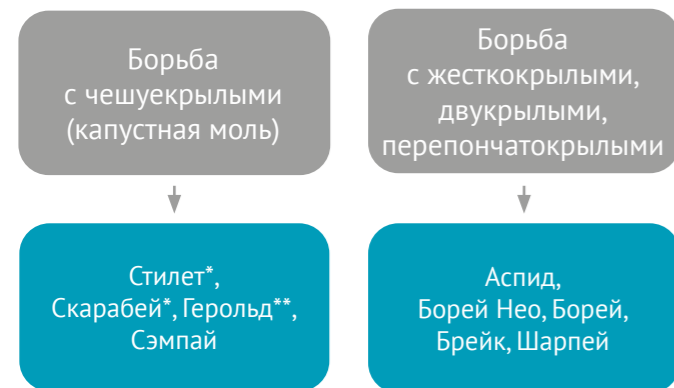 Борьба
с чешуекрылыми
(капустная моль)
Борьба
с жесткокрылыми,
двукрылыми,
перепончатокрылыми
Стилет*,
Скарабей*, Герольд**,
Сэмпай
Аспид,
Борей Нео, Борей,
Брейк, Шарпей